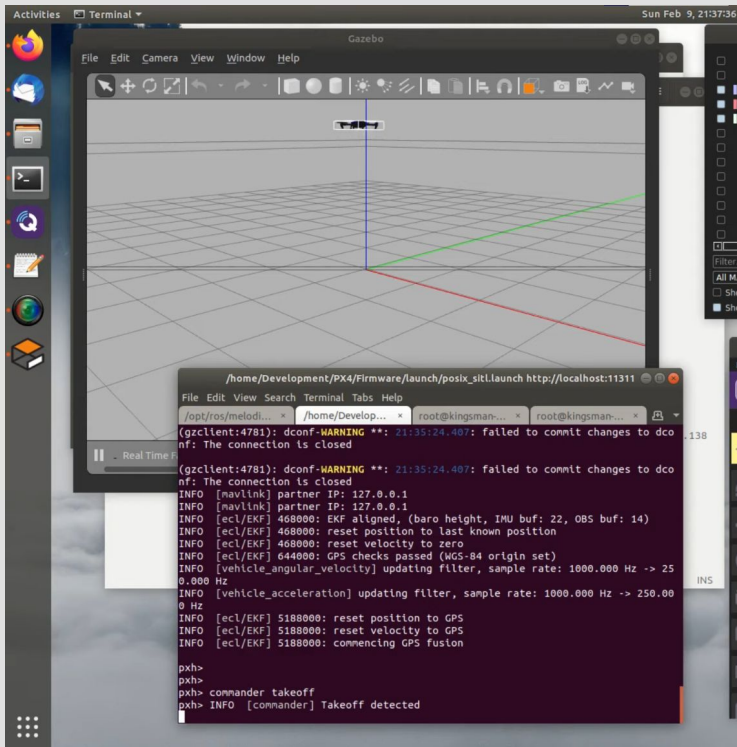 Activities Terminal Sun Feb 9, 21:37:36
Gazebo
File Edit Camera View Window Help
Filter
All M
Sho
Sho
Real Time F
138
INS
/home/Development/PX4/Firmware/launch/posix_sitl.launch http://localhost:11311
File Edit View Search Terminal Tabs Help
/opt/ros/melodi... × /home/Develop... × root@kingsman-... × root@kingsman-... ×
(gzclient:4781): dconf-WARNING **: 21:35:24.407: failed to commit changes to dco
nf: The connection is closed
(gzclient:4781): dconf-WARNING **: 21:35:24.407: failed to commit changes to dco
nf: The connection is closed
INFO [mavlink] partner IP: 127.0.0.1
INFO [mavlink] partner IP: 127.0.0.1
INFO [ecl/EKF] 468000: EKF aligned, (baro height, IMU buf: 22, OBS buf: 14)
INFO [ecl/EKF] 468000: reset position to last known position
INFO [ecl/EKF] 468000: reset velocity to zero
INFO [ecl/EKF] 644000: GPS checks passed (WGS-84 origin set)
INFO [vehicle_angular_velocity] updating filter, sample rate: 1000.000 Hz -> 25
0.000 Hz
INFO [vehicle_acceleration] updating filter, sample rate: 1000.000 Hz -> 250.00
0 Hz
INFO [ecl/EKF] 5188000: reset position to GPS
INFO [ecl/EKF] 5188000: reset velocity to GPS
INFO [ecl/EKF] 5188000: commencing GPS fusion
pxh>
pxh>
pxh> commander takeoff
pxh> INFO [commander] Takeoff detected